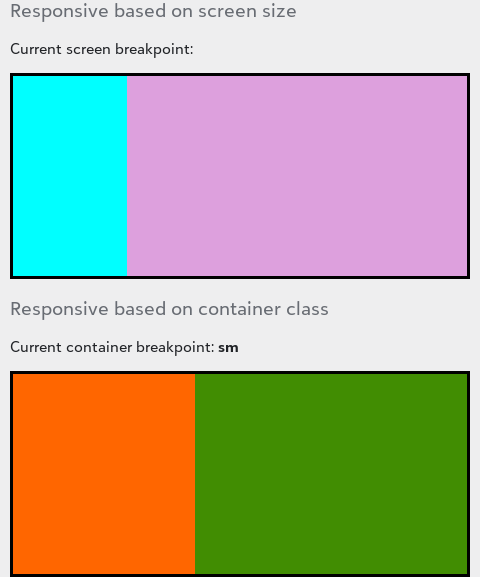 Responsive based on screen size
Current screen breakpoint:
Responsive based on container class
Current container breakpoint: sm